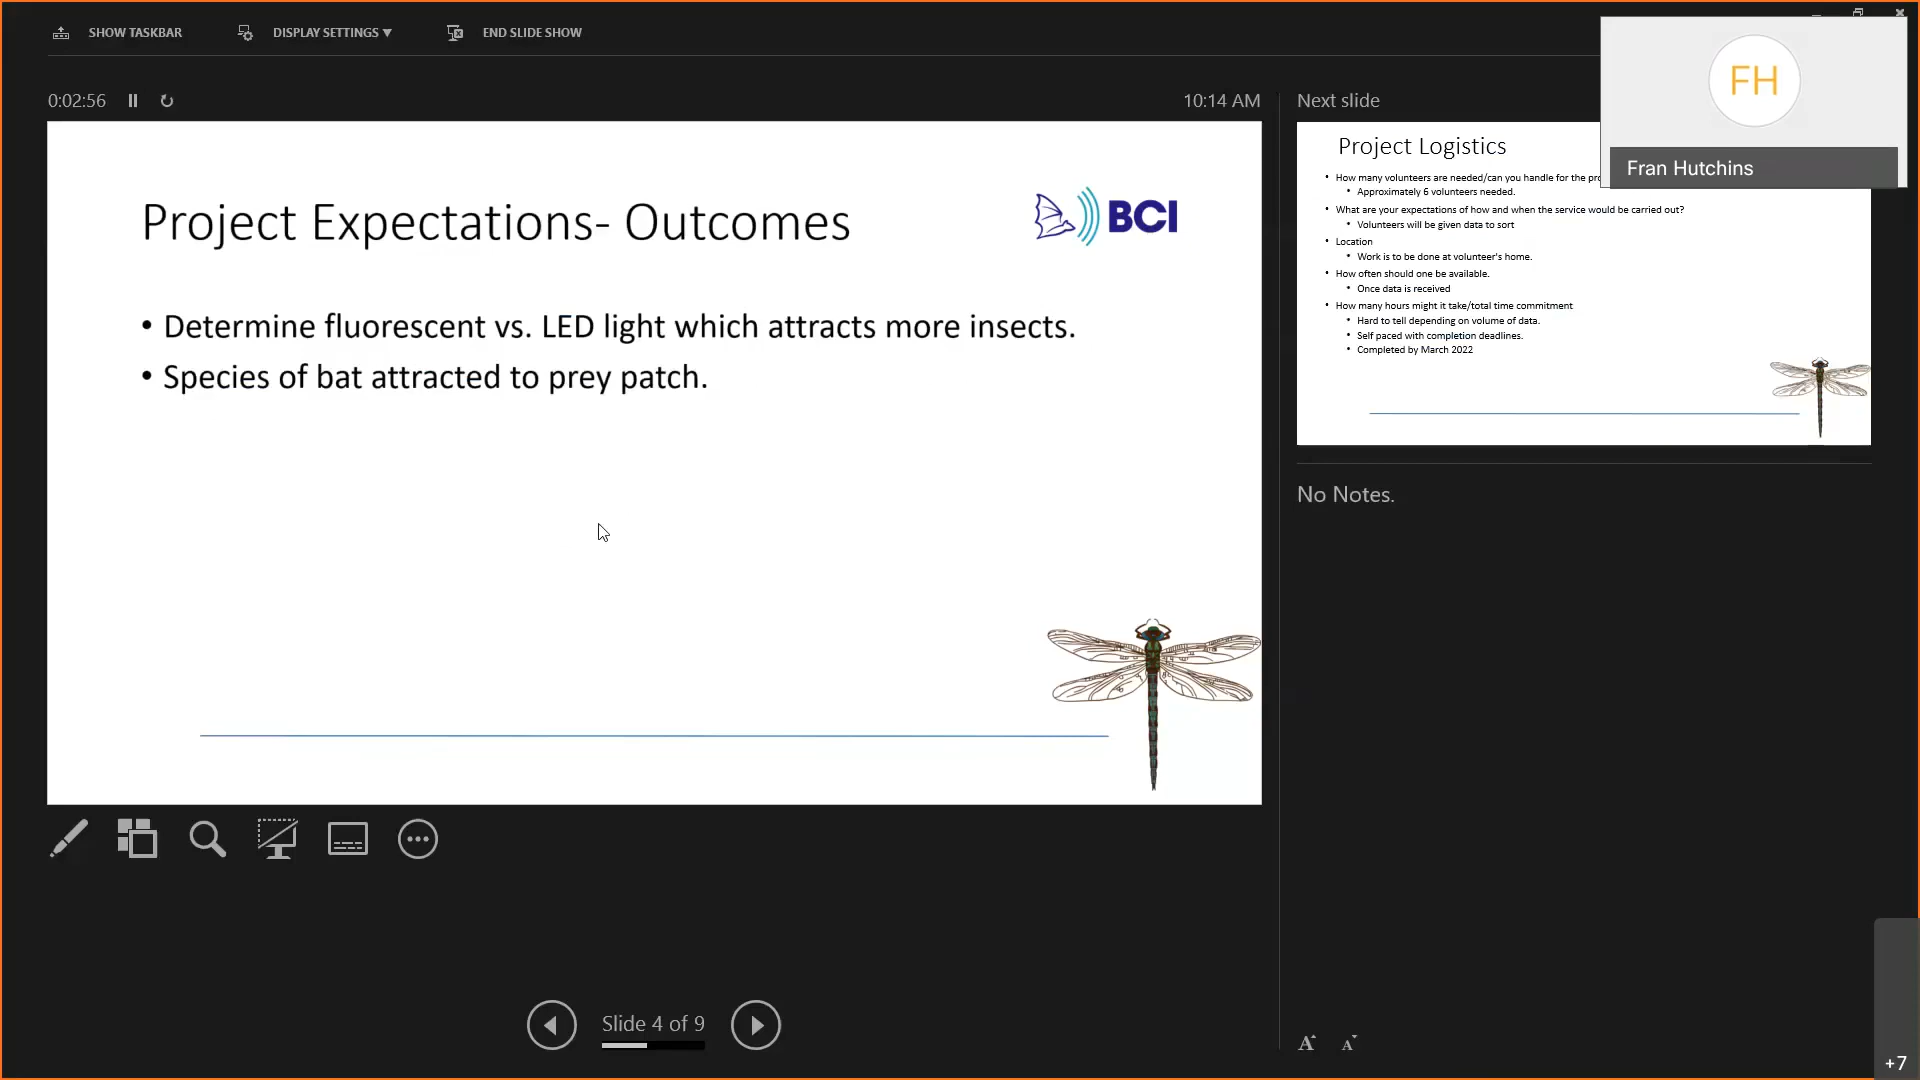 SHOW TASKBAR
DISPLAY SETTINGS ▼
END SLIDE SHOW
0:02:56
10:14 AM
Next slide
FH
Fran Hutchins
Project Expectations- Outcomes
BCI
• Determine fluorescent vs. LED light which attracts more insects.
• Species of bat attracted to prey patch.
Project Logistics
• How many volunteers are needed/can you handle for the
• Approximately 6 volunteers needed.
• What are your expectations of how and when the service would be carried out?
• Volunteers will be given data to sort
• Location
• Work is to be done at volunteer's home.
• How often should one be available.
• Once data is received
• How many hours might it take/total time commitment
• Hard to tell depending on volume of data.
• Self paced with completion deadlines.
• Completed by March 2022
No Notes.
Slide 4 of 9
A
A
+7